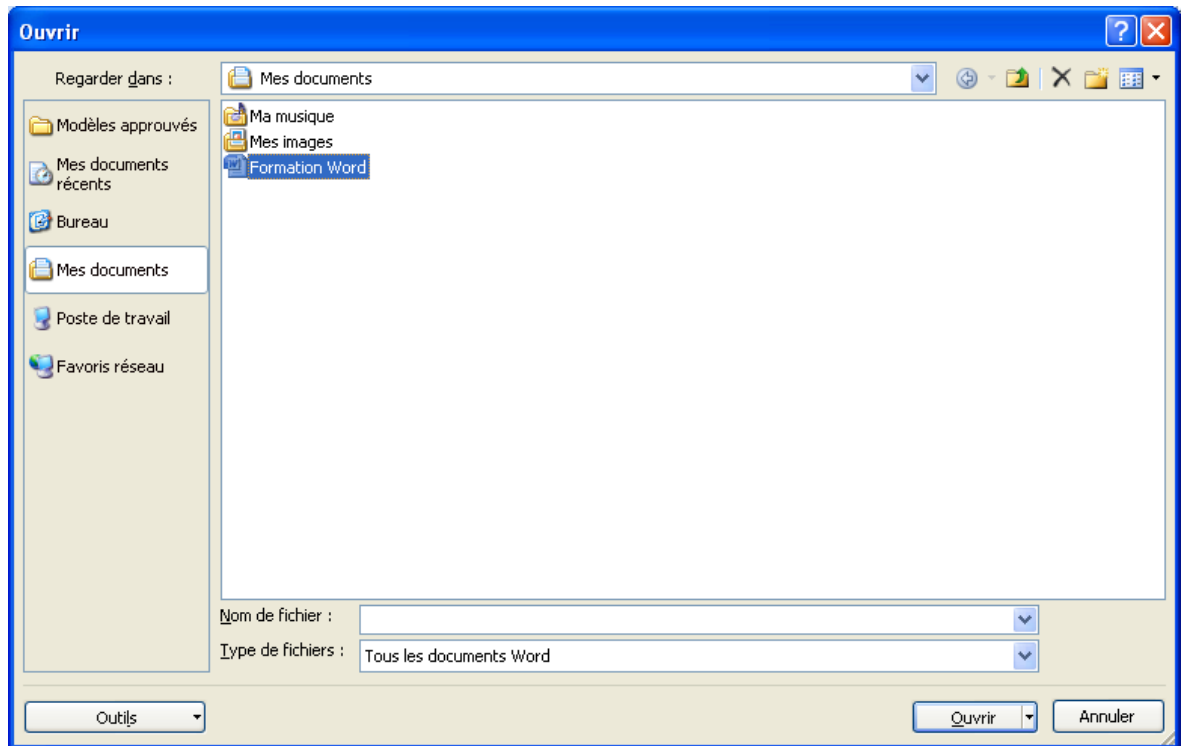 Ouvrir
Regarder dans :
Mes documents
Modèles approuvés
Mes documents
récents
Bureau
Mes documents
Poste de travail
Favoris réseau
Ma musique
Mes images
Formation Word
Nom de fichier :
Type de fichiers :
Tous les documents Word
Outils
Ouvrir
Annuler